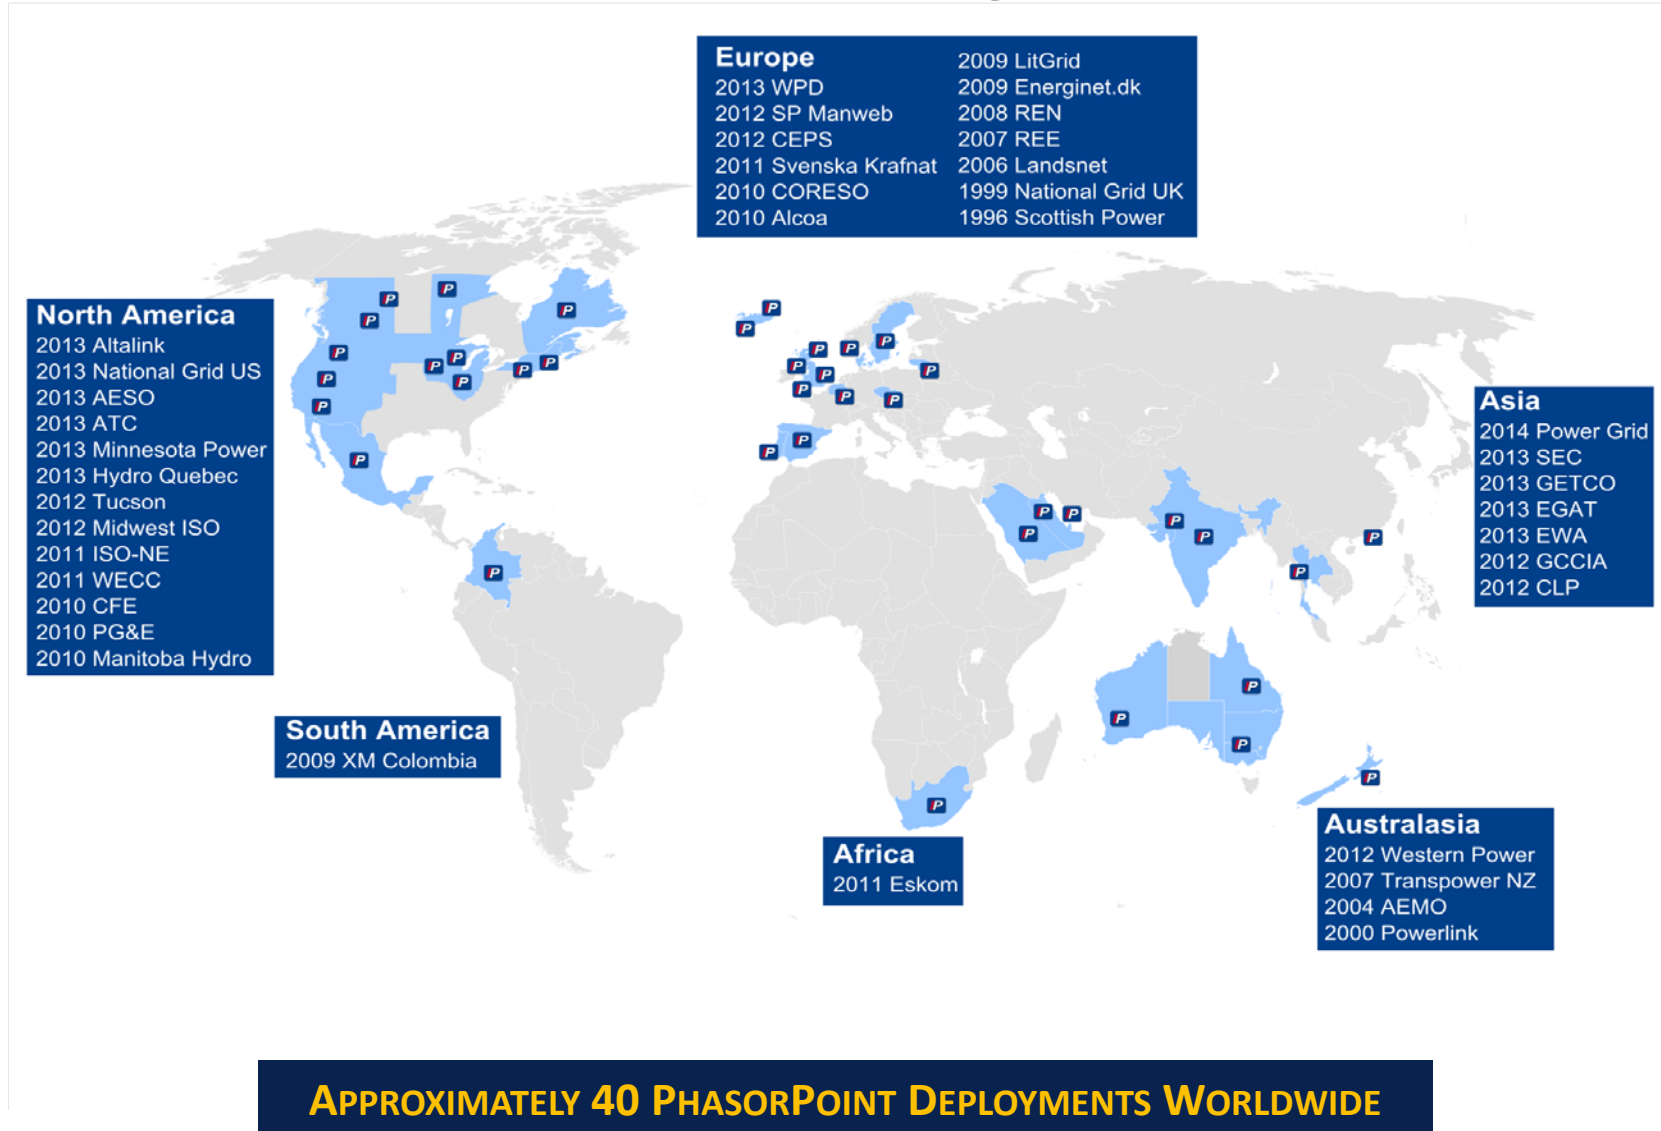 Europe
2013 WPD
2012 SP Manweb
2012 CEPS
2011 Svenska Krafnat
2010 CORESO
2010 Alcoa
2009 LitGrid
2009 Energinet.dk
2008 REN
2007 REE
2006 Landsnet
1999 National Grid UK
1996 Scottish Power
North America
2013 Altalink
2013 National Grid US
2013 AESO
2013 ATC
2013 Minnesota Power
2013 Hydro Quebec
2012 Tucson
2012 Midwest ISO
2011 ISO-NE
2011 WECC
2010 CFE
2010 PG&E
2010 Manitoba Hydro
Asia
2014 Power Grid
2013 SEC
2013 GETCO
2013 EGAT
2013 EWA
2012 GCCIA
2012 CLP
South America
2009 XM Colombia
Africa
2011 Eskom
Australasia
2012 Western Power
2007 Transpower NZ
2004 AEMO
2000 Powerlink
APPROXIMATELY 40 PHASORPOINT DEPLOYMENTS WORLDWIDE